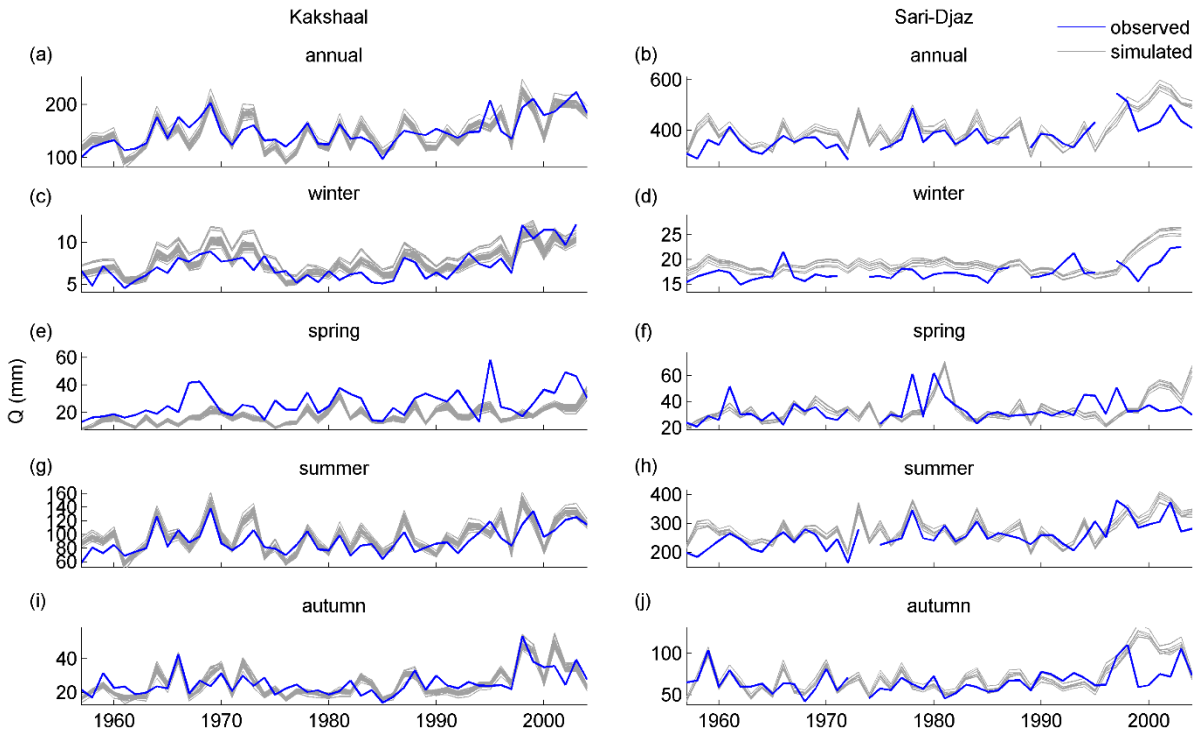 Kakshaal
Sari-Djaz
observed
simulated
(a) annual
200
100
(b) annual
600
400
(c) winter
10
5
(d) winter
25
20
15
(e) spring
60
40
20
(f) spring
60
40
20
Q (mm)
(g) summer
160
140
120
100
80
60
(h) summer
400
300
200
(i) autumn
40
20
1960 1970 1980 1990 2000
(j) autumn
100
50
1960 1970 1980 1990 2000